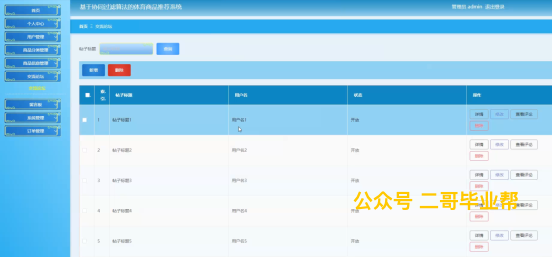 基于协同过滤算法的体育商品推荐系统
管理员 admin 退出登录
首页
个人中心
用户管理
商品分类管理
商品信息管理
交流论坛
交流论坛
留言板
系统管理
订单管理
首页 交流论坛
帖子标题
新增 删除
索引 帖子标题 用户名 状态 操作
1 帖子标题1 用户名1 开放 详情 修改 查看评论
删除
2 帖子标题2 用户名2 开放 详情 修改 查看评论
删除
3 帖子标题3 用户名3 开放 详情 修改 查看评论
删除
4 帖子标题4 用户名4 开放 详情 修改 查看评论
删除
5 帖子标题5 用户名5 开放 详情 修改 查看评论
删除
公众号 二哥毕业帮